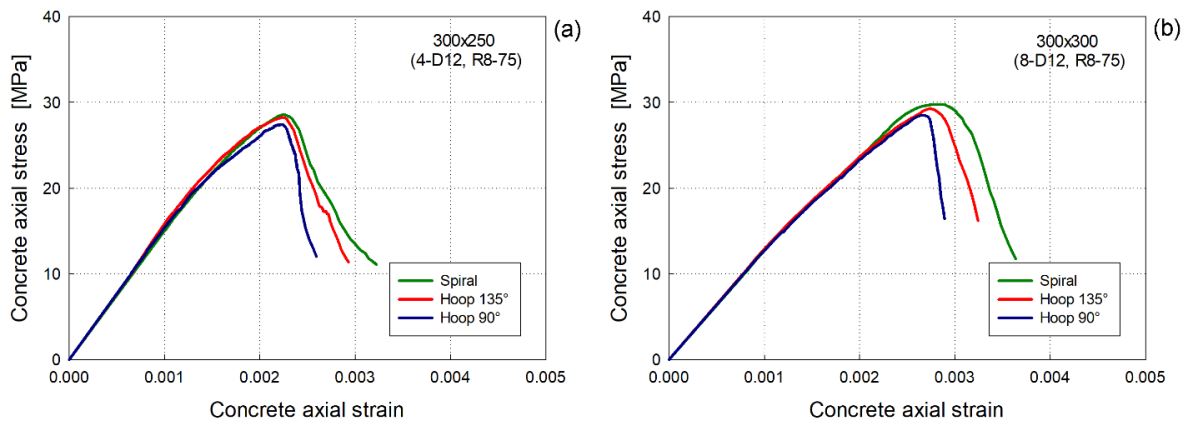 40
30
20
10
0
Concrete axial stress [MPa]
300x250
(4-D12, R8-75)
(a)
Spiral
Hoop 135°
Hoop 90°
0.000 0.001 0.002 0.003 0.004 0.005
Concrete axial strain
40
30
20
10
0
Concrete axial stress [MPa]
300x300
(8-D12, R8-75)
(b)
Spiral
Hoop 135°
Hoop 90°
0.000 0.001 0.002 0.003 0.004 0.005
Concrete axial strain